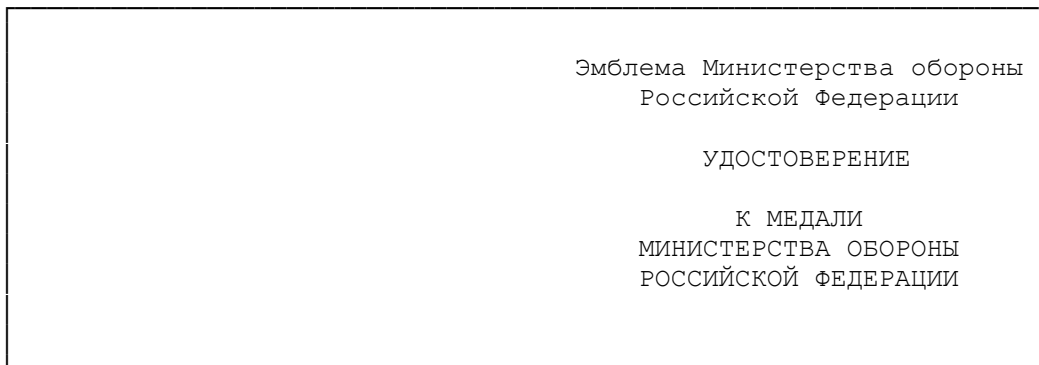 Эмблема Министерства обороны
Российской Федерации
УДОСТОВЕРЕНИЕ
К МЕДАЛИ
МИНИСТЕРСТВА ОБОРОНЫ
РОССИЙСКОЙ ФЕДЕРАЦИИ